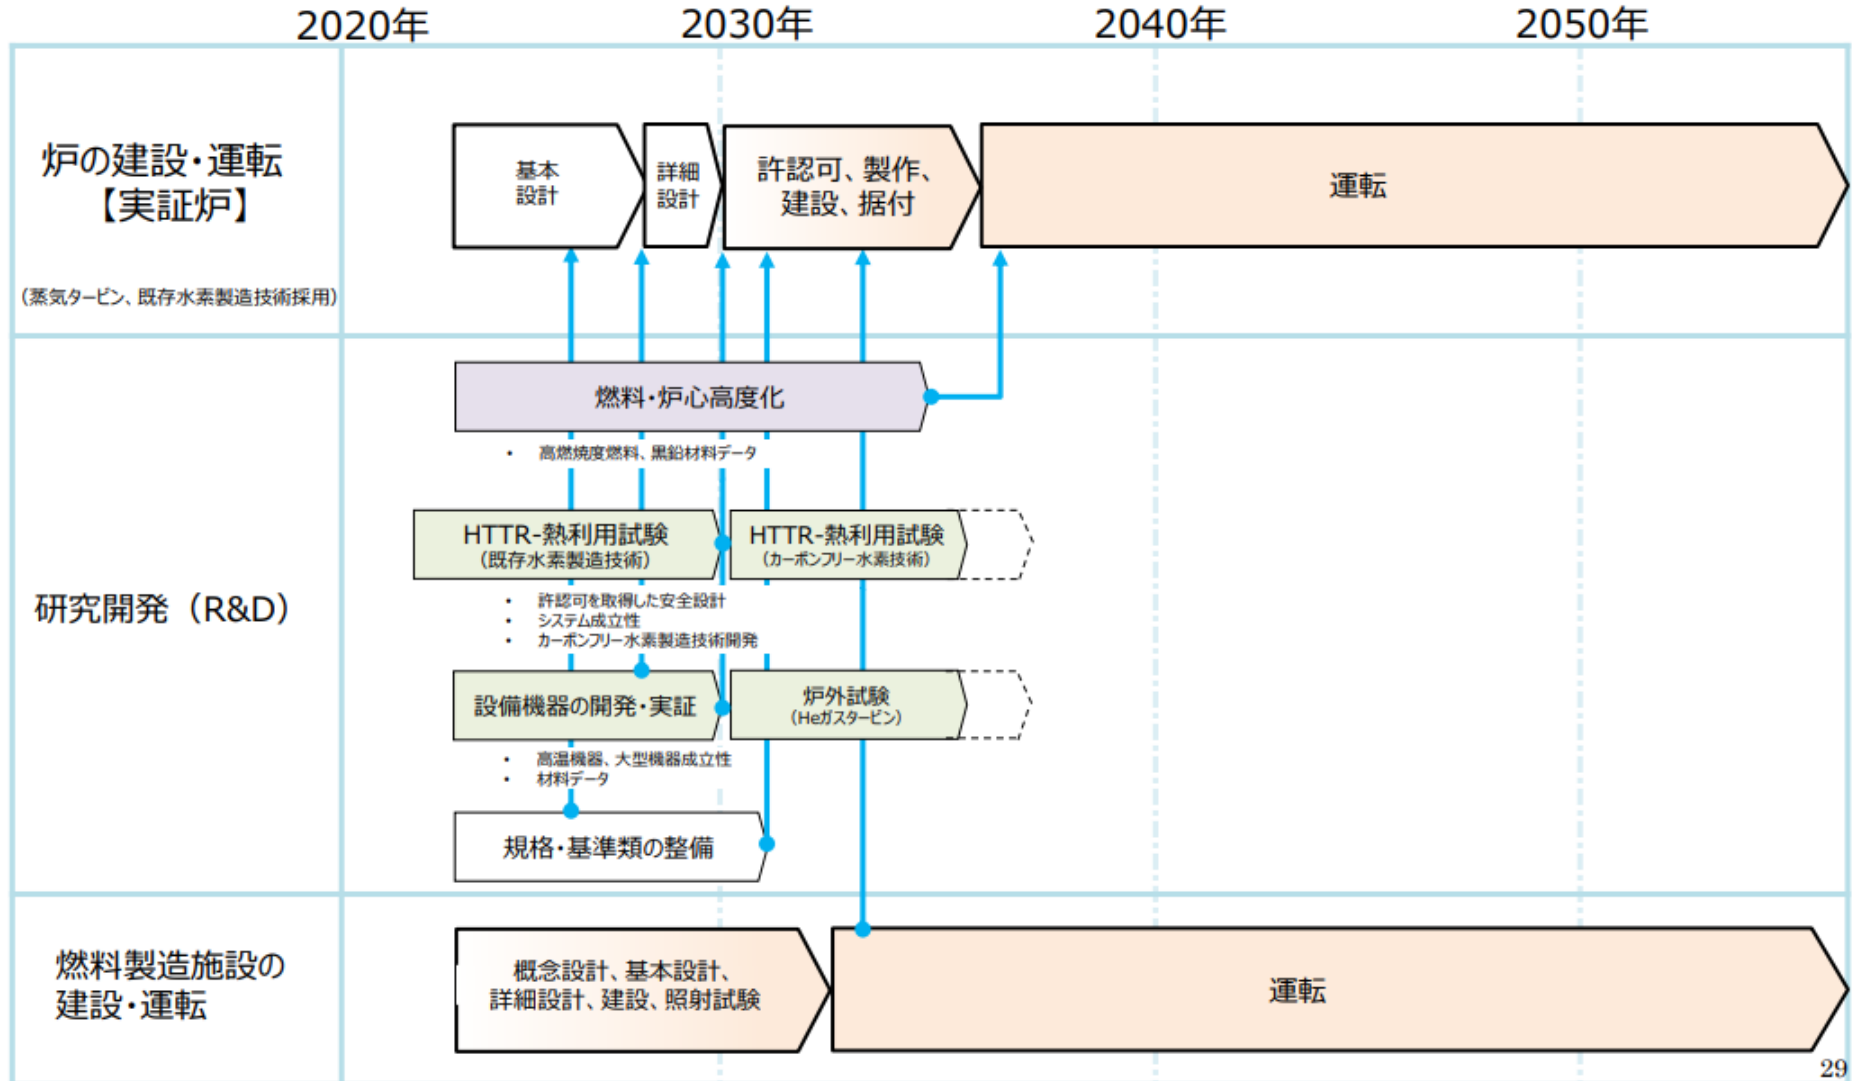 2020年
2030年
2040年
2050年
炉の建設・運転
【実証炉】
（蒸気タービン、既存水素製造技術採用）
基本
設計
詳細
設計
許認可、製作、
建設、据付
運転
研究開発（R&D）
燃料・炉心高度化
・ 高燃焼度燃料、黒鉛材料データ
HTTR-熱利用試験
（既存水素製造技術）
HTTR-熱利用試験
（カーボンフリー水素技術）
・ 許認可を取得した安全設計
・ システム成立性
・ カーボンフリー水素製造技術開発
設備機器の開発・実証
炉外試験
（Heガスタービン）
・ 高温機器、大型機器成立性
・ 材料データ
規格・基準類の整備
燃料製造施設の
建設・運転
概念設計、基本設計、
詳細設計、建設、照射試験
運転
29